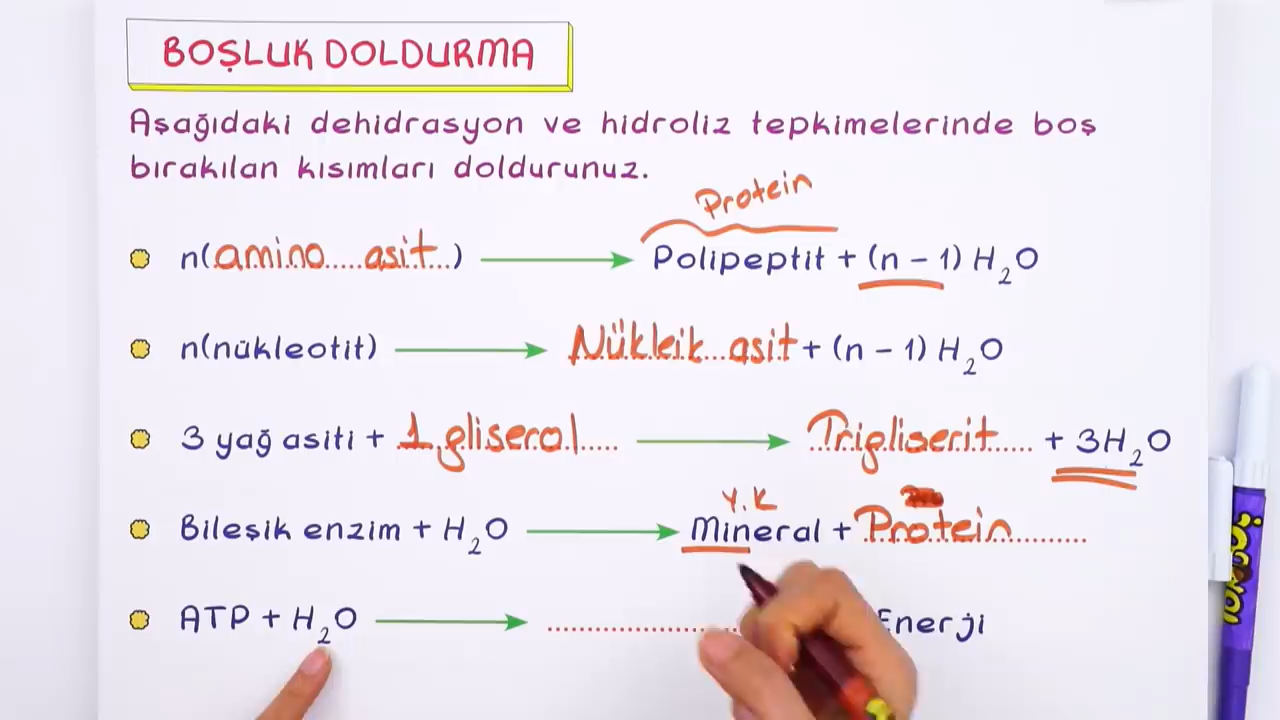 BOŞLUK DOLDURMA
Aşağıdaki dehidrasyon ve hidroliz tepkimelerinde boş
bırakılan kısımları doldurunuz.
Protein
n(amino asit) → Polipeptit + (n - 1) H₂O
n(nükleotit) → Nükleik asit + (n - 1) H₂O
3 yağ asiti + 1 gliserol → Trigliserit + 3H₂O
Y.K
Bileşik enzim + H₂O → Mineral + Protein
ATP + H₂O → Enerji